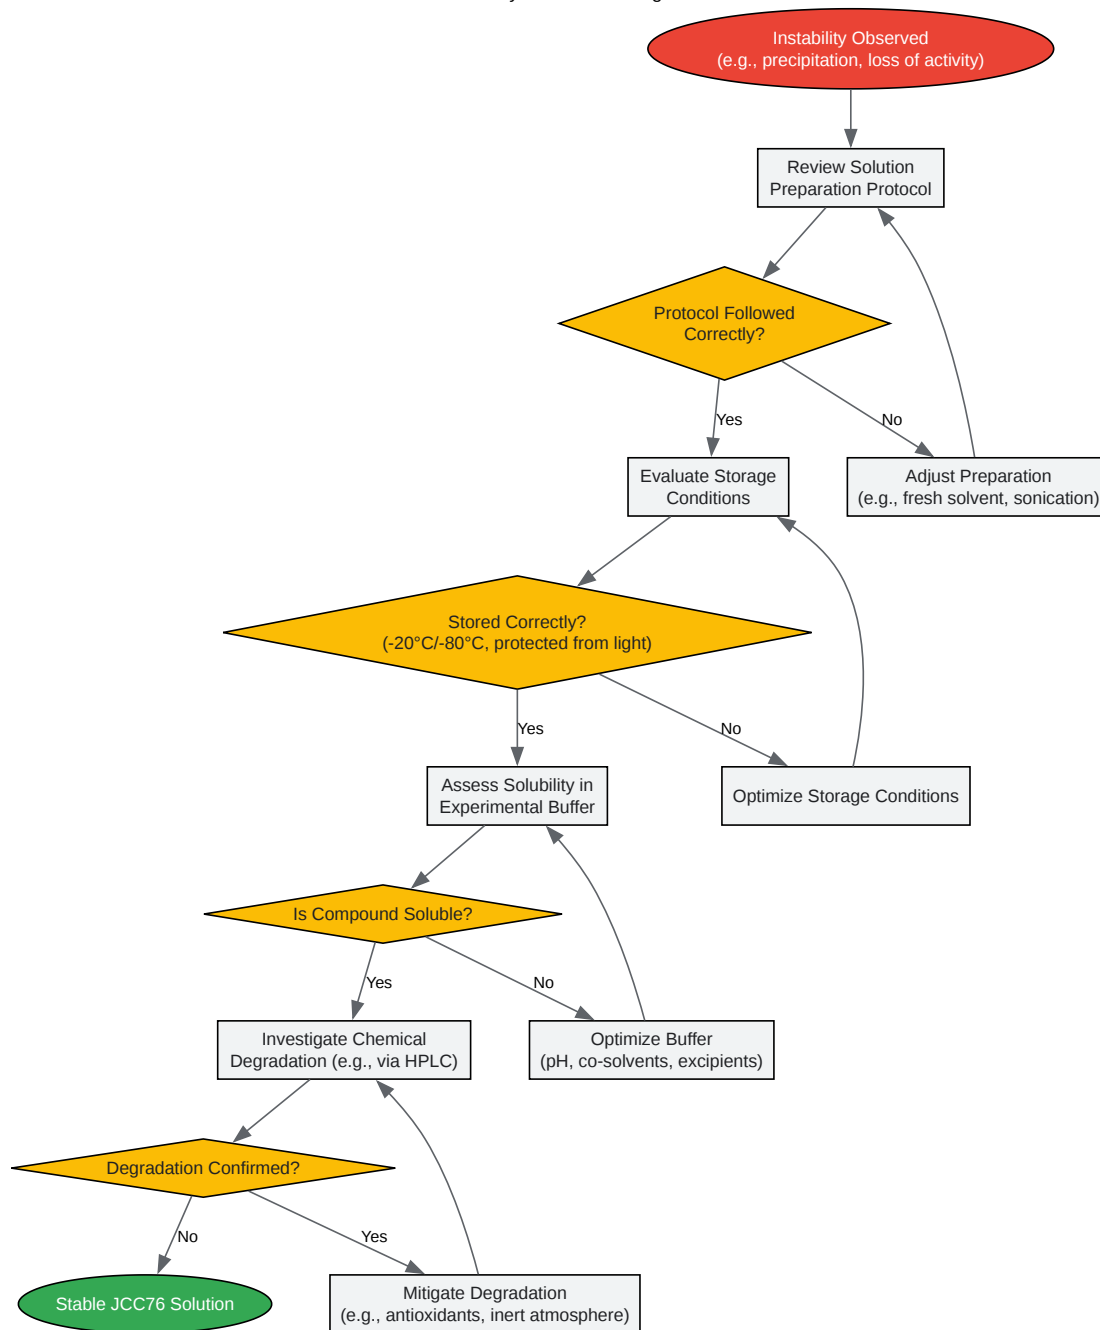 Instability Observed
(e.g., precipitation, loss of activity)
Review Solution
Preparation Protocol
Protocol Followed
Correctly?
Yes
No
Evaluate Storage
Conditions
Adjust Preparation
(e.g., fresh solvent, sonication)
Stored Correctly?
(-20°C/-80°C, protected from light)
Yes
No
Assess Solubility in
Experimental Buffer
Optimize Storage Conditions
Is Compound Soluble?
Yes
No
Investigate Chemical
Degradation (e.g., via HPLC)
Optimize Buffer
(pH, co-solvents, excipients)
Degradation Confirmed?
No
Yes
Stable JCC76 Solution
Mitigate Degradation
(e.g., antioxidants, inert atmosphere)